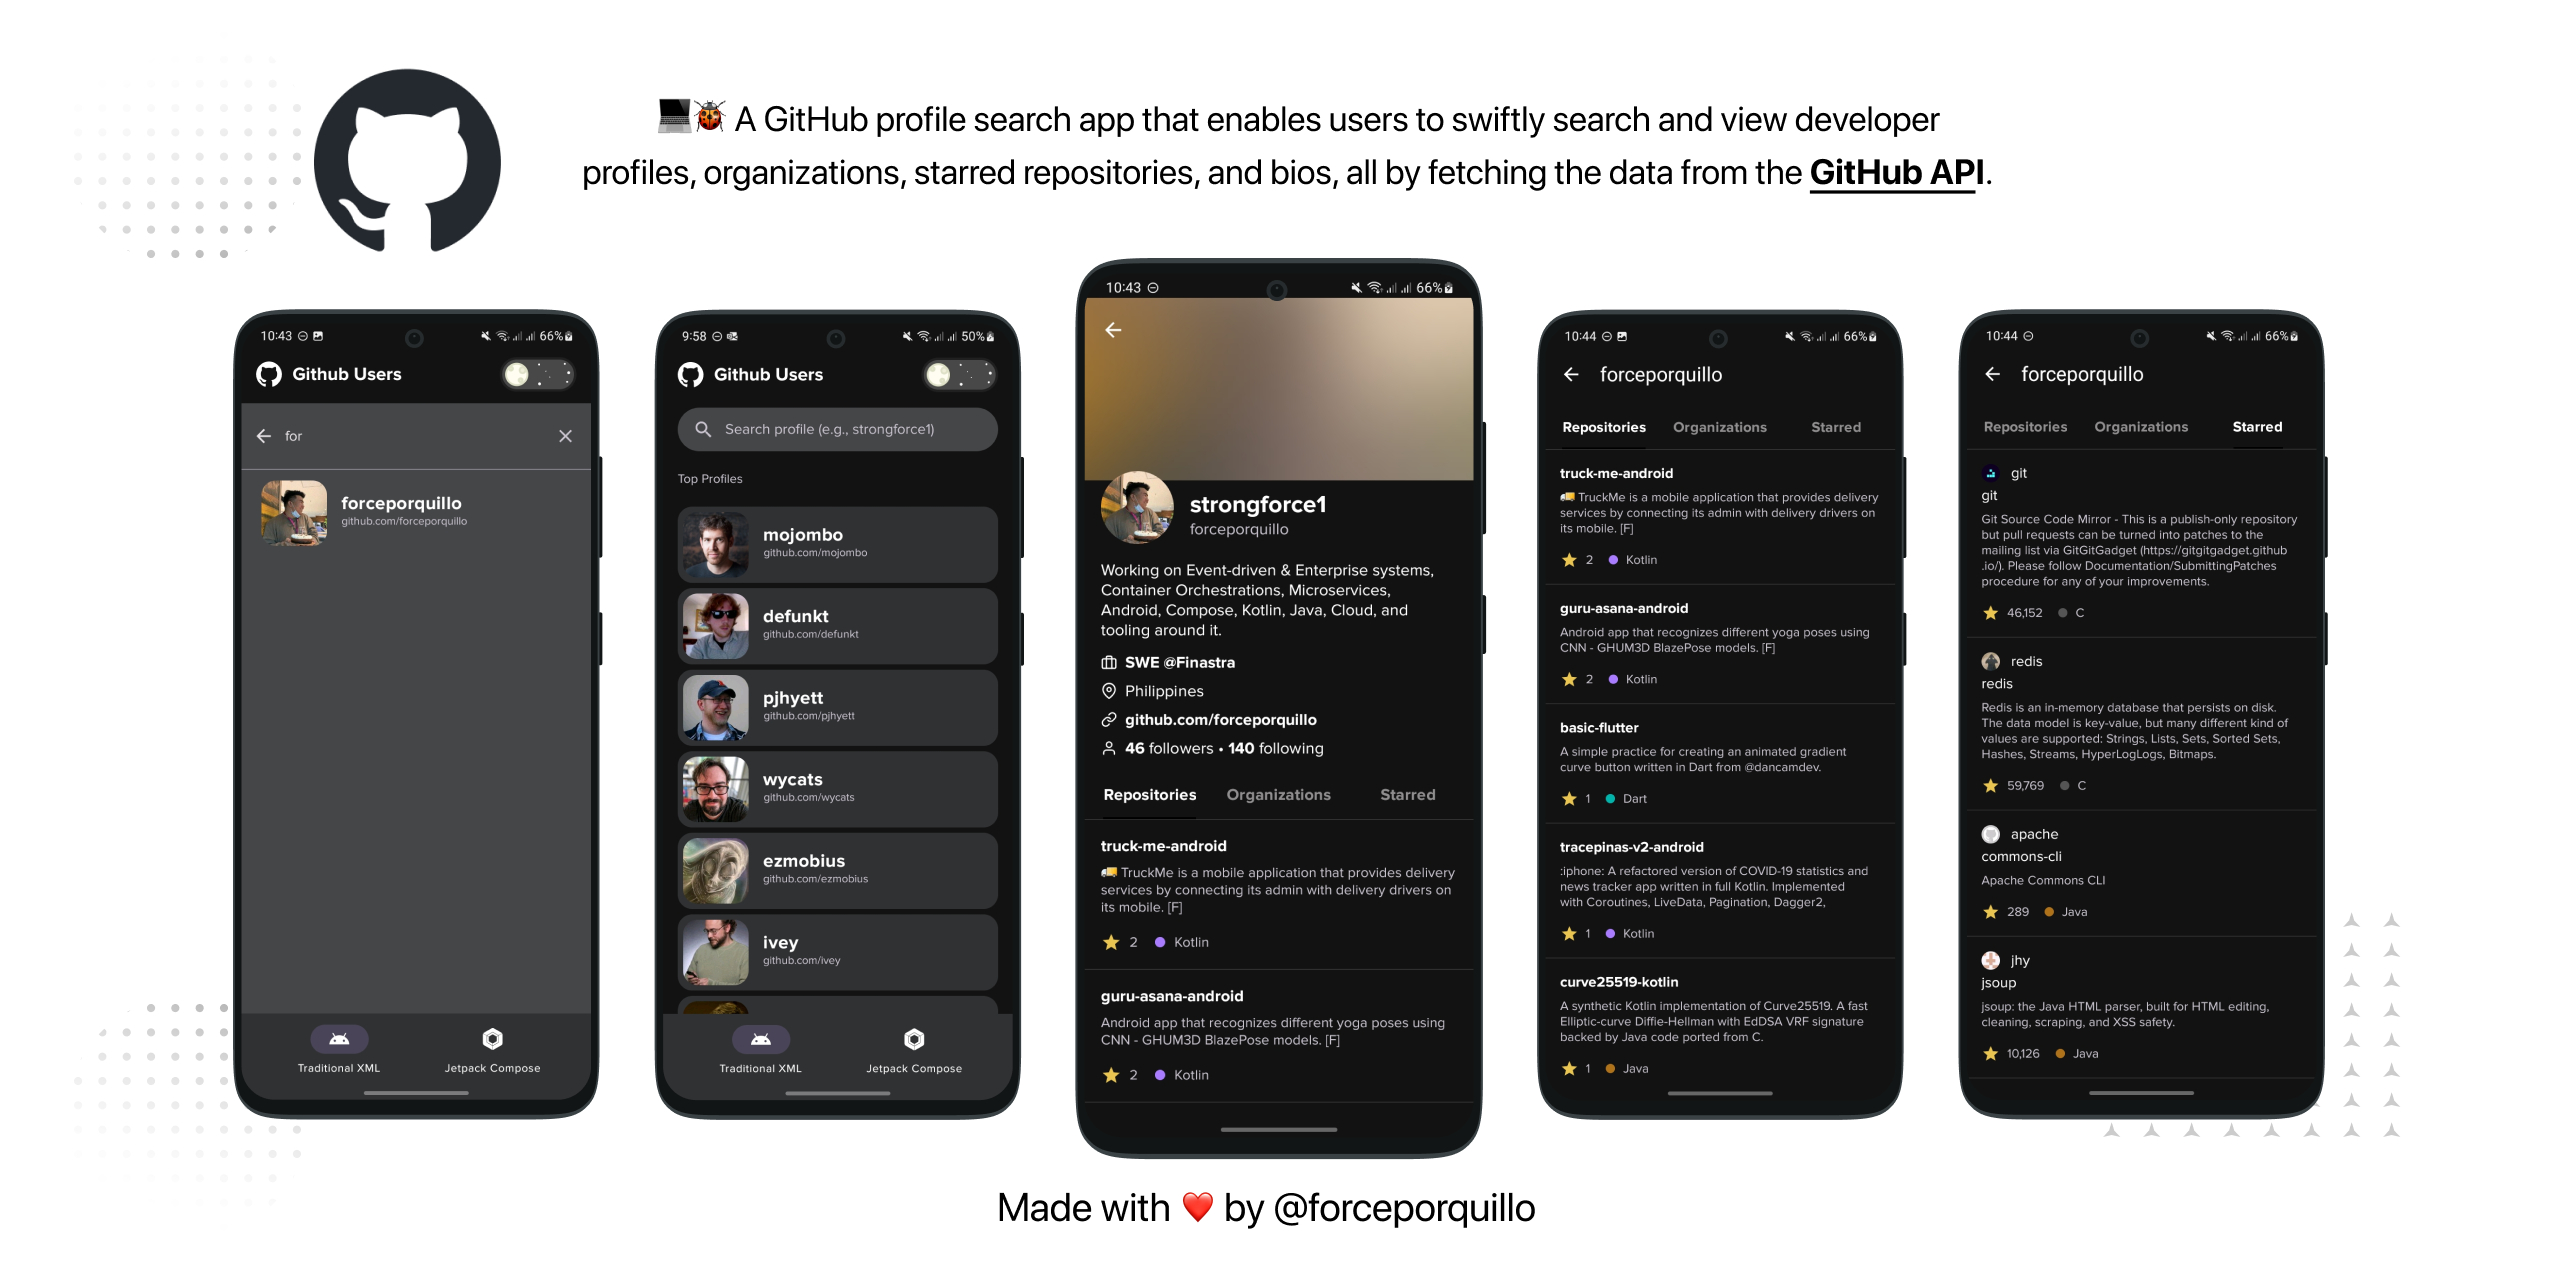 💻🐞 A GitHub profile search app that enables users to swiftly search and view developer
profiles, organizations, starred repositories, and bios, all by fetching the data from the GitHub API.
10:43 66%
Github Users
for
forceporquillo
github.com/forceporquillo
Traditional XML Jetpack Compose
9:58 50%
Github Users
Search profile (e.g., strongforce1)
Top Profiles
mojombo
github.com/mojombo
defunkt
github.com/defunkt
pjhyett
github.com/pjhyett
wycats
github.com/wycats
ezmobius
github.com/ezmobius
ivey
github.com/ivey
Traditional XML Jetpack Compose
10:43 66%
strongforce1
forceporquillo
Working on Event-driven & Enterprise systems,
Container Orchestrations, Microservices,
Android, Compose, Kotlin, Java, Cloud, and
tooling around it.
SWE @Finastra
Philippines
github.com/forceporquillo
46 followers • 140 following
Repositories Organizations Starred
truck-me-android
🚚 TruckMe is a mobile application that provides delivery
services by connecting its admin with delivery drivers on
its mobile. [F]
2 Kotlin
guru-asana-android
Android app that recognizes different yoga poses using
CNN - GHUM3D BlazePose models. [F]
2 Kotlin
10:44 66%
forceporquillo
Repositories Organizations Starred
truck-me-android
🚚 TruckMe is a mobile application that provides delivery
services by connecting its admin with delivery drivers on
its mobile. [F]
2 Kotlin
guru-asana-android
Android app that recognizes different yoga poses using
CNN - GHUM3D BlazePose models. [F]
2 Kotlin
basic-flutter
A simple practice for creating an animated gradient
curve button written in Dart from @dancamdev.
1 Dart
tracepinas-v2-android
:iphone: A refactored version of COVID-19 statistics and
news tracker app written in full Kotlin. Implemented
with Coroutines, LiveData, Pagination, Dagger2,
1 Kotlin
curve25519-kotlin
A synthetic Kotlin implementation of Curve25519. A fast
Elliptic-curve Diffie-Hellman with EdDSA VRF signature
backed by Java code ported from C.
1 Java
10:44 66%
forceporquillo
Repositories Organizations Starred
git
git
Git Source Code Mirror - This is a publish-only repository
but pull requests can be turned into patches to the
mailing list via GitGitGadget (https://gitgitgadget.github
.io/). Please follow Documentation/SubmittingPatches
procedure for any of your improvements.
46,152 C
redis
redis
Redis is an in-memory database that persists on disk.
The data model is key-value, but many different kind of
values are supported: Strings, Lists, Sets, Sorted Sets,
Hashes, Streams, HyperLogLogs, Bitmaps.
59,769 C
apache
commons-cli
Apache Commons CLI
289 Java
jhy
jsoup
jsoup: the Java HTML parser, built for HTML editing,
cleaning, scraping, and XSS safety.
10,126 Java
Made with ❤️ by @forceporquillo